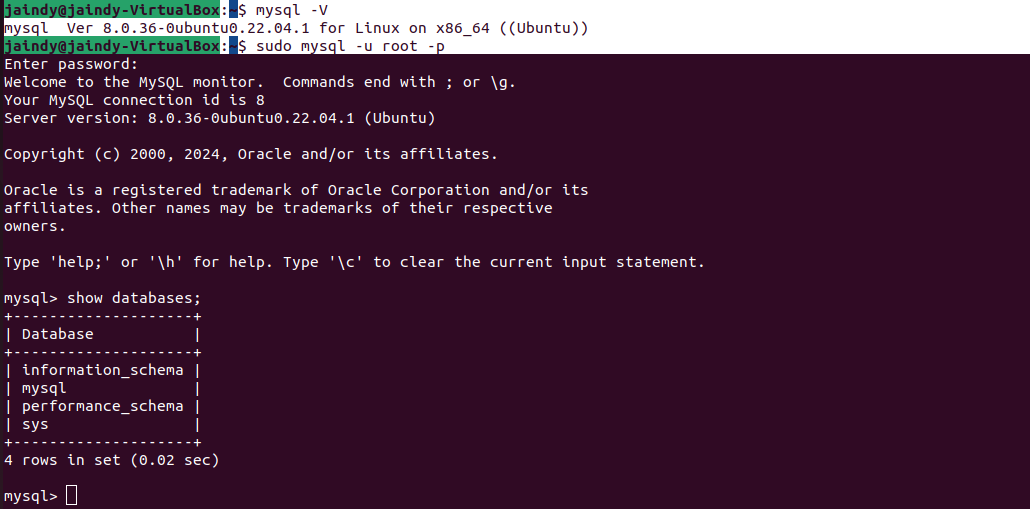 jaindy@jaindy-VirtualBox:~$ mysql -V
mysql  Ver 8.0.36-0ubuntu0.22.04.1 for Linux on x86_64 ((Ubuntu))
jaindy@jaindy-VirtualBox:~$ sudo mysql -u root -p
Enter password:
Welcome to the MySQL monitor.  Commands end with ; or \g.
Your MySQL connection id is 8
Server version: 8.0.36-0ubuntu0.22.04.1 (Ubuntu)
Copyright (c) 2000, 2024, Oracle and/or its affiliates.
Oracle is a registered trademark of Oracle Corporation and/or its
affiliates. Other names may be trademarks of their respective
owners.
Type 'help;' or '\h' for help. Type '\c' to clear the current input statement.
mysql> show databases;
+--------------------+
| Database           |
+--------------------+
| information_schema |
| mysql              |
| performance_schema |
| sys                |
+--------------------+
4 rows in set (0.02 sec)
mysql>